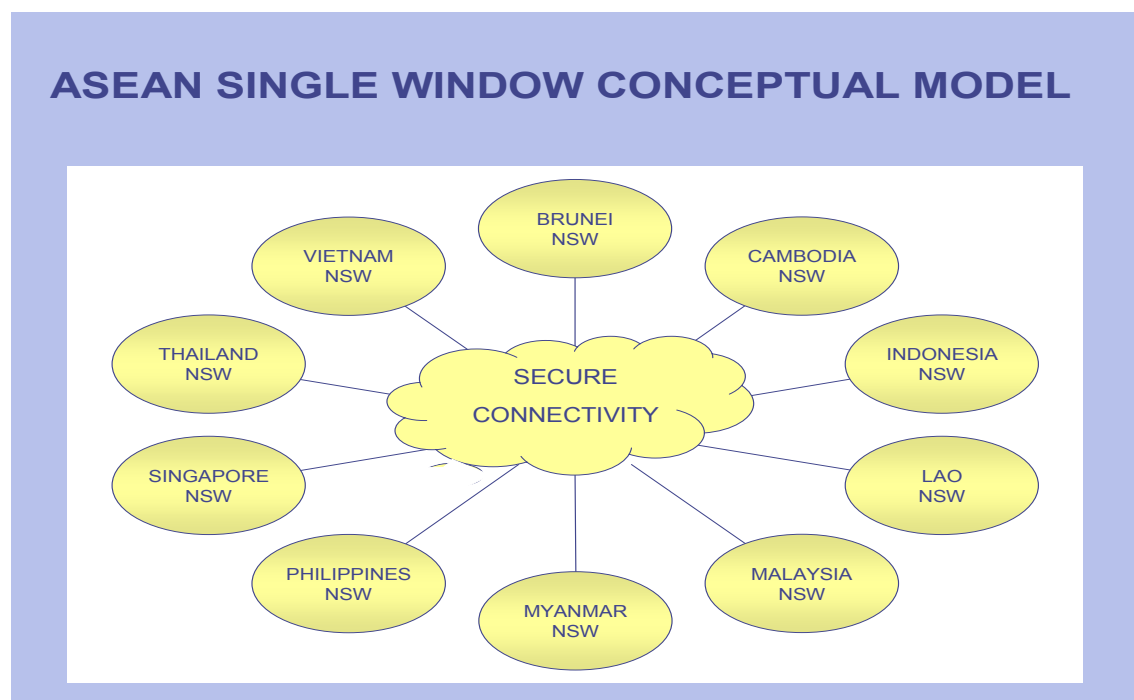 ASEAN SINGLE WINDOW CONCEPTUAL MODEL
BRUNEI
NSW
VIETNAM
NSW
CAMBODIA
NSW
THAILAND
NSW
SECURE
CONNECTIVITY
INDONESIA
NSW
SINGAPORE
NSW
LAO
NSW
PHILIPPINES
NSW
MALAYSIA
NSW
MYANMAR
NSW